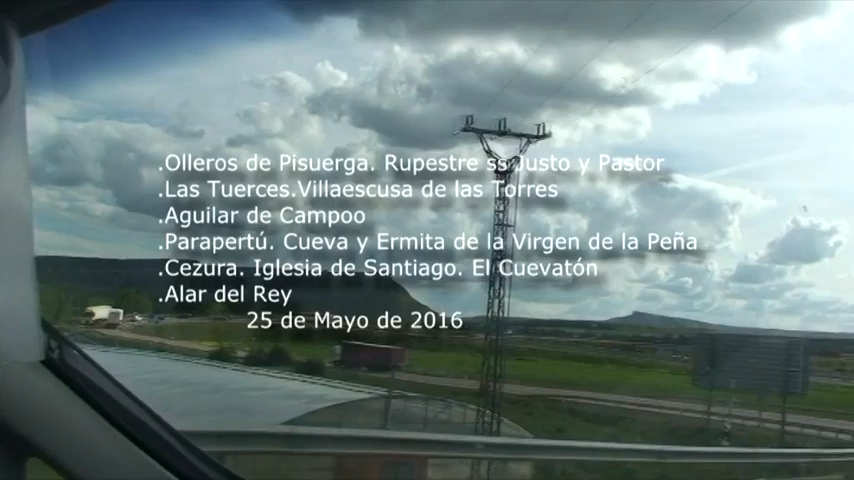 .Olleros de Pisuerga. Rupestre ss Justo y Pastor
.Las Tuerces.Villaescusa de las Torres
.Aguilar de Campoo
.Parapertú. Cueva y Ermita de la Virgen de la Peña
.Cezura. Iglesia de Santiago. El Cuevatón
.Alar del Rey
25 de Mayo de 2016